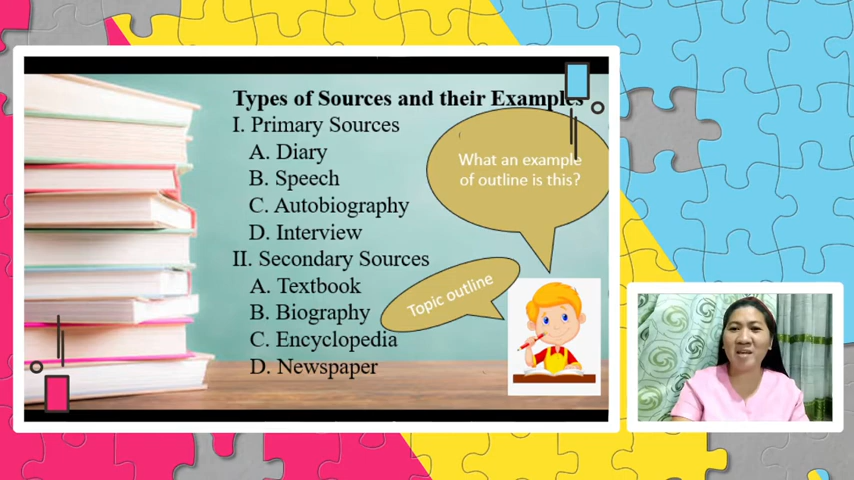 Types of Sources and their Examples
I. Primary Sources
A. Diary
B. Speech
C. Autobiography
D. Interview
II. Secondary Sources
A. Textbook
B. Biography
C. Encyclopedia
D. Newspaper
What an example
of outline is this?
Topic outline